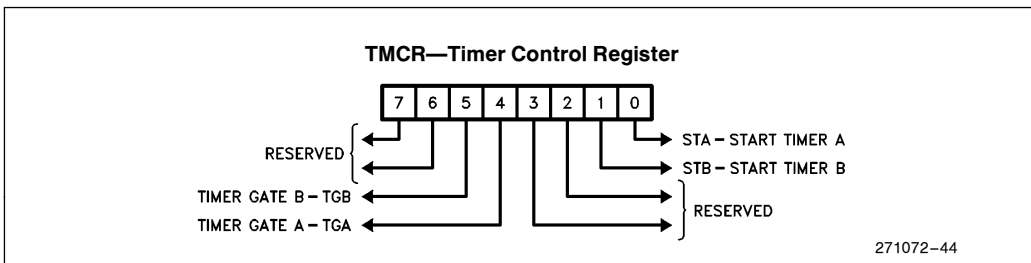 TMCR—Timer Control Register
7 6 5 4 3 2 1 0
RESERVED
TIMER GATE B – TGB
TIMER GATE A – TGA
STA – START TIMER A
STB – START TIMER B
RESERVED
271072–44